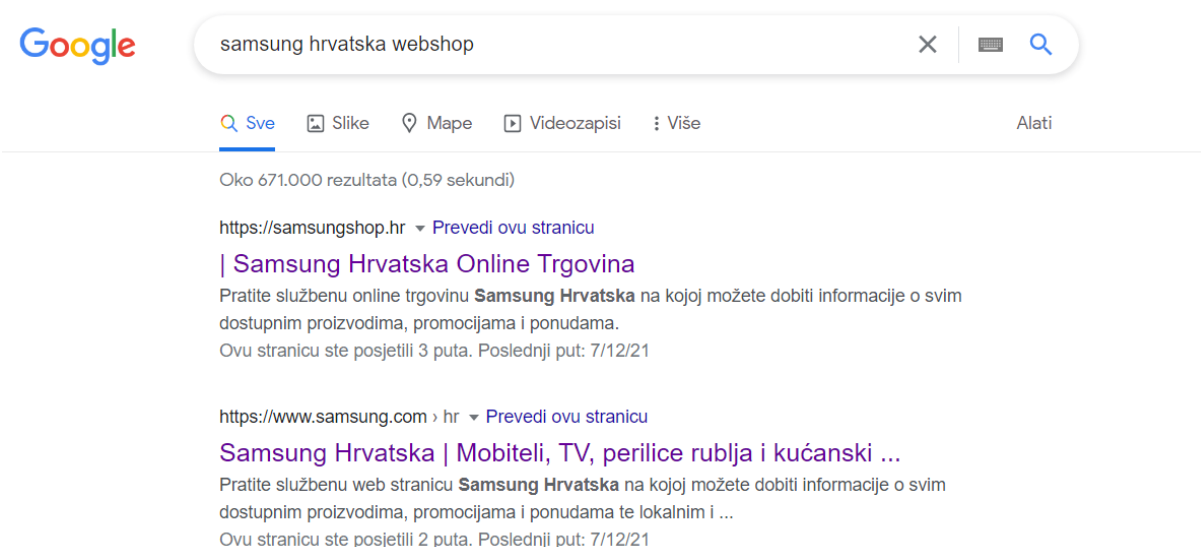 Google
samsung hrvatska webshop
Sve Slike Mape Videozapisi Više Alati
Oko 671.000 rezultata (0,59 sekundi)
https://samsungshop.hr Prevedi ovu stranicu
| Samsung Hrvatska Online Trgovina
Pratite službenu online trgovinu Samsung Hrvatska na kojoj možete dobiti informacije o svim
dostupnim proizvodima, promocijama i ponudama.
Ovu stranicu ste posjetili 3 puta. Poslednji put: 7/12/21
https://www.samsung.com › hr Prevedi ovu stranicu
Samsung Hrvatska | Mobiteli, TV, perilice rublja i kućanski ...
Pratite službenu web stranicu Samsung Hrvatska na kojoj možete dobiti informacije o svim
dostupnim proizvodima, promocijama i ponudama te lokalnim i ...
Ovu stranicu ste posjetili 2 puta. Poslednji put: 7/12/21